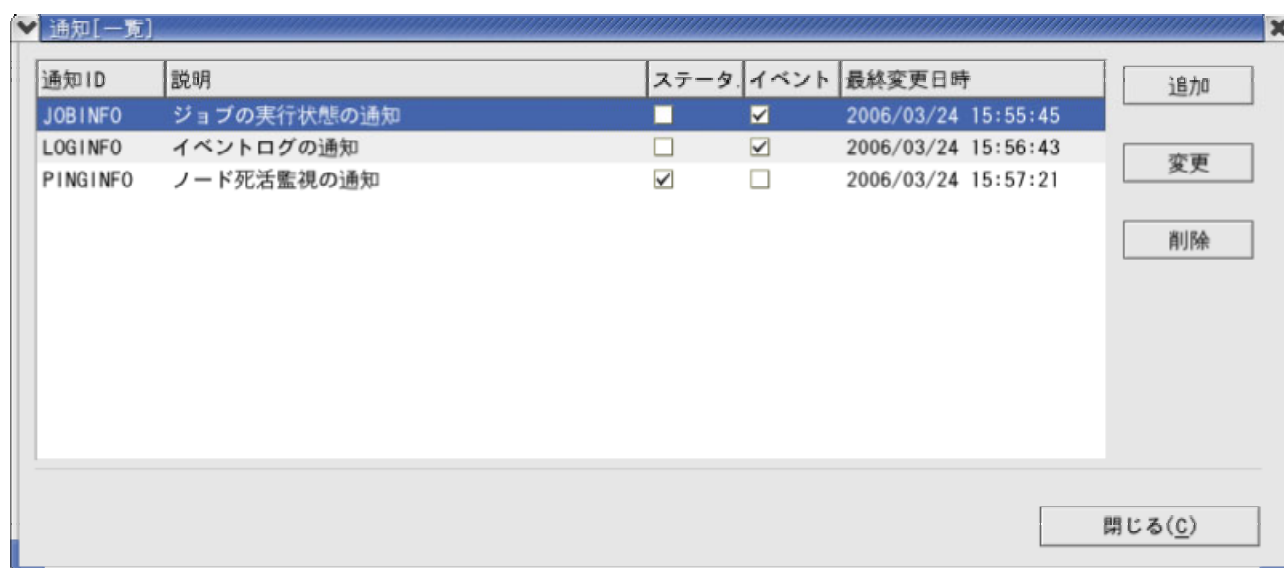 通知[一覧]
通知ID 説明 ステータ. イベント 最終変更日時
追加
JOBINFO ジョブの実行状態の通知 2006/03/24 15:55:45
LOGINFO イベントログの通知 2006/03/24 15:56:43
変更
PINGINFO ノード死活監視の通知 2006/03/24 15:57:21
削除
閉じる(C)